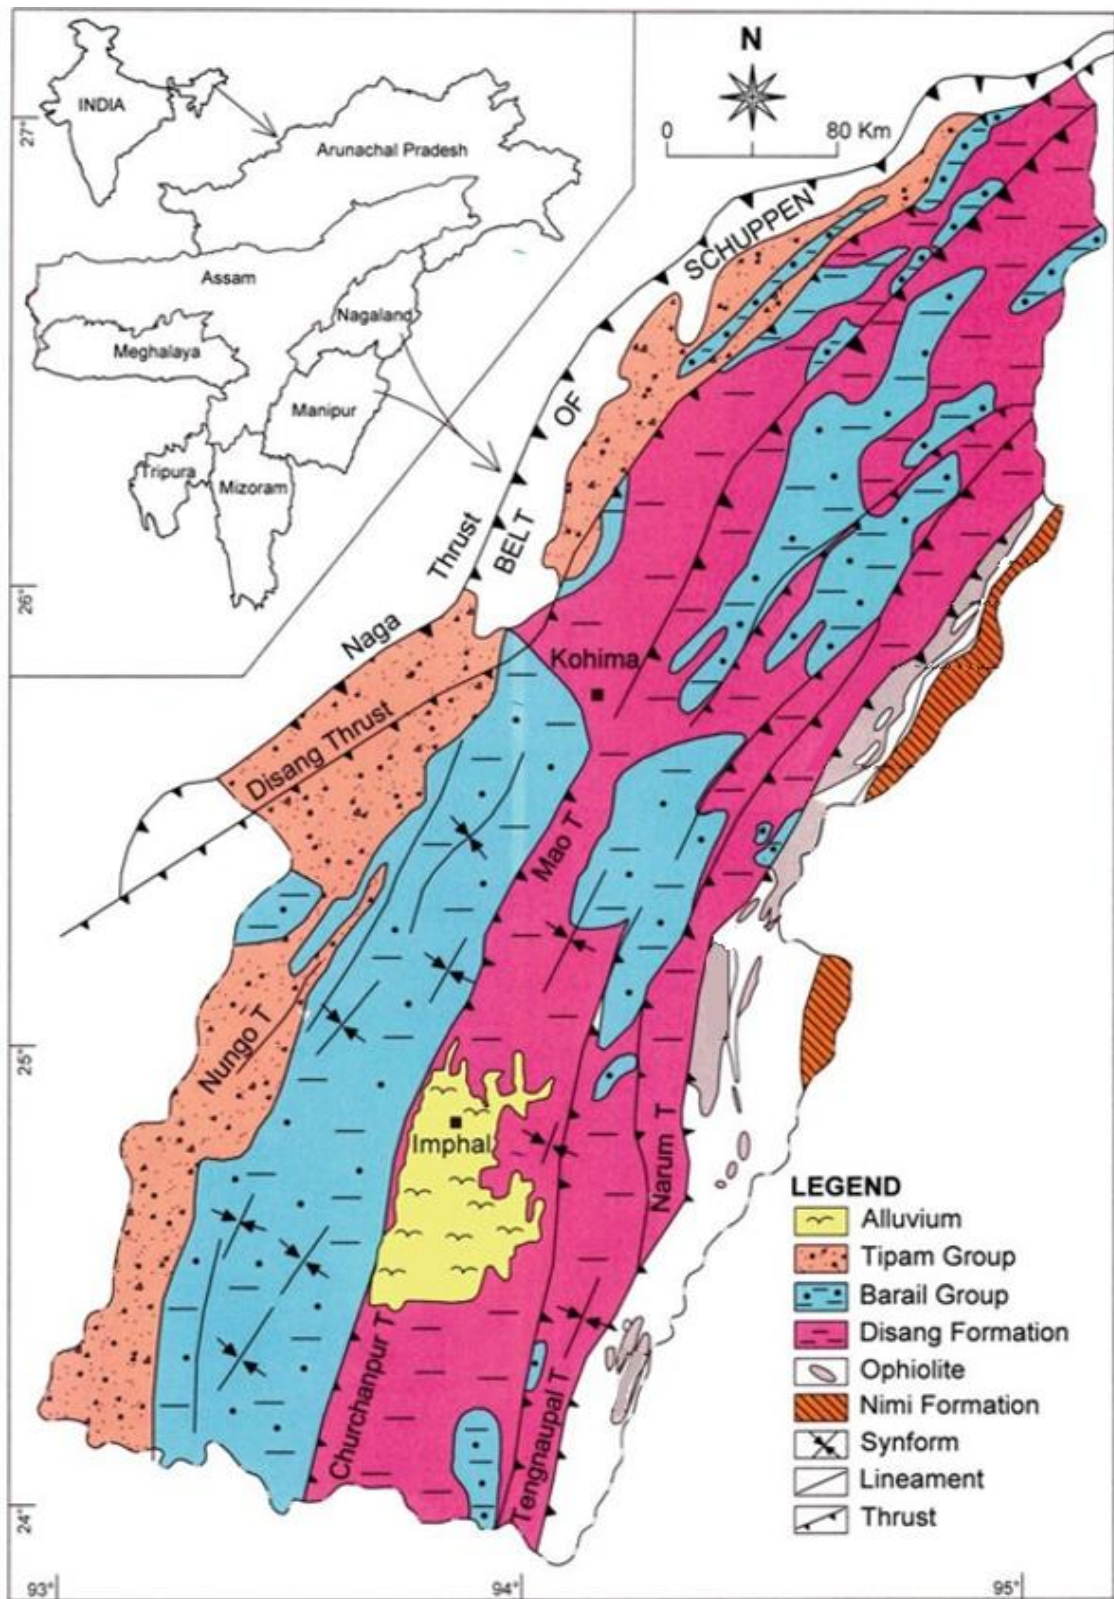 INDIA
Arunachal Pradesh
Assam
Nagaland
Meghalaya
Manipur
Tripura
Mizoram
N
0 80 Km
27°
26°
25°
24°
93° 94° 95°
SCHUPPEN
OF
BELT
Thrust
Naga
Disang Thrust
Kohima
Mao T
Nungo T
Imphal
Narum T
Churchanpur T
Tengnaupal T
LEGEND
Alluvium
Tipam Group
Barail Group
Disang Formation
Ophiolite
Nimi Formation
Synform
Lineament
Thrust